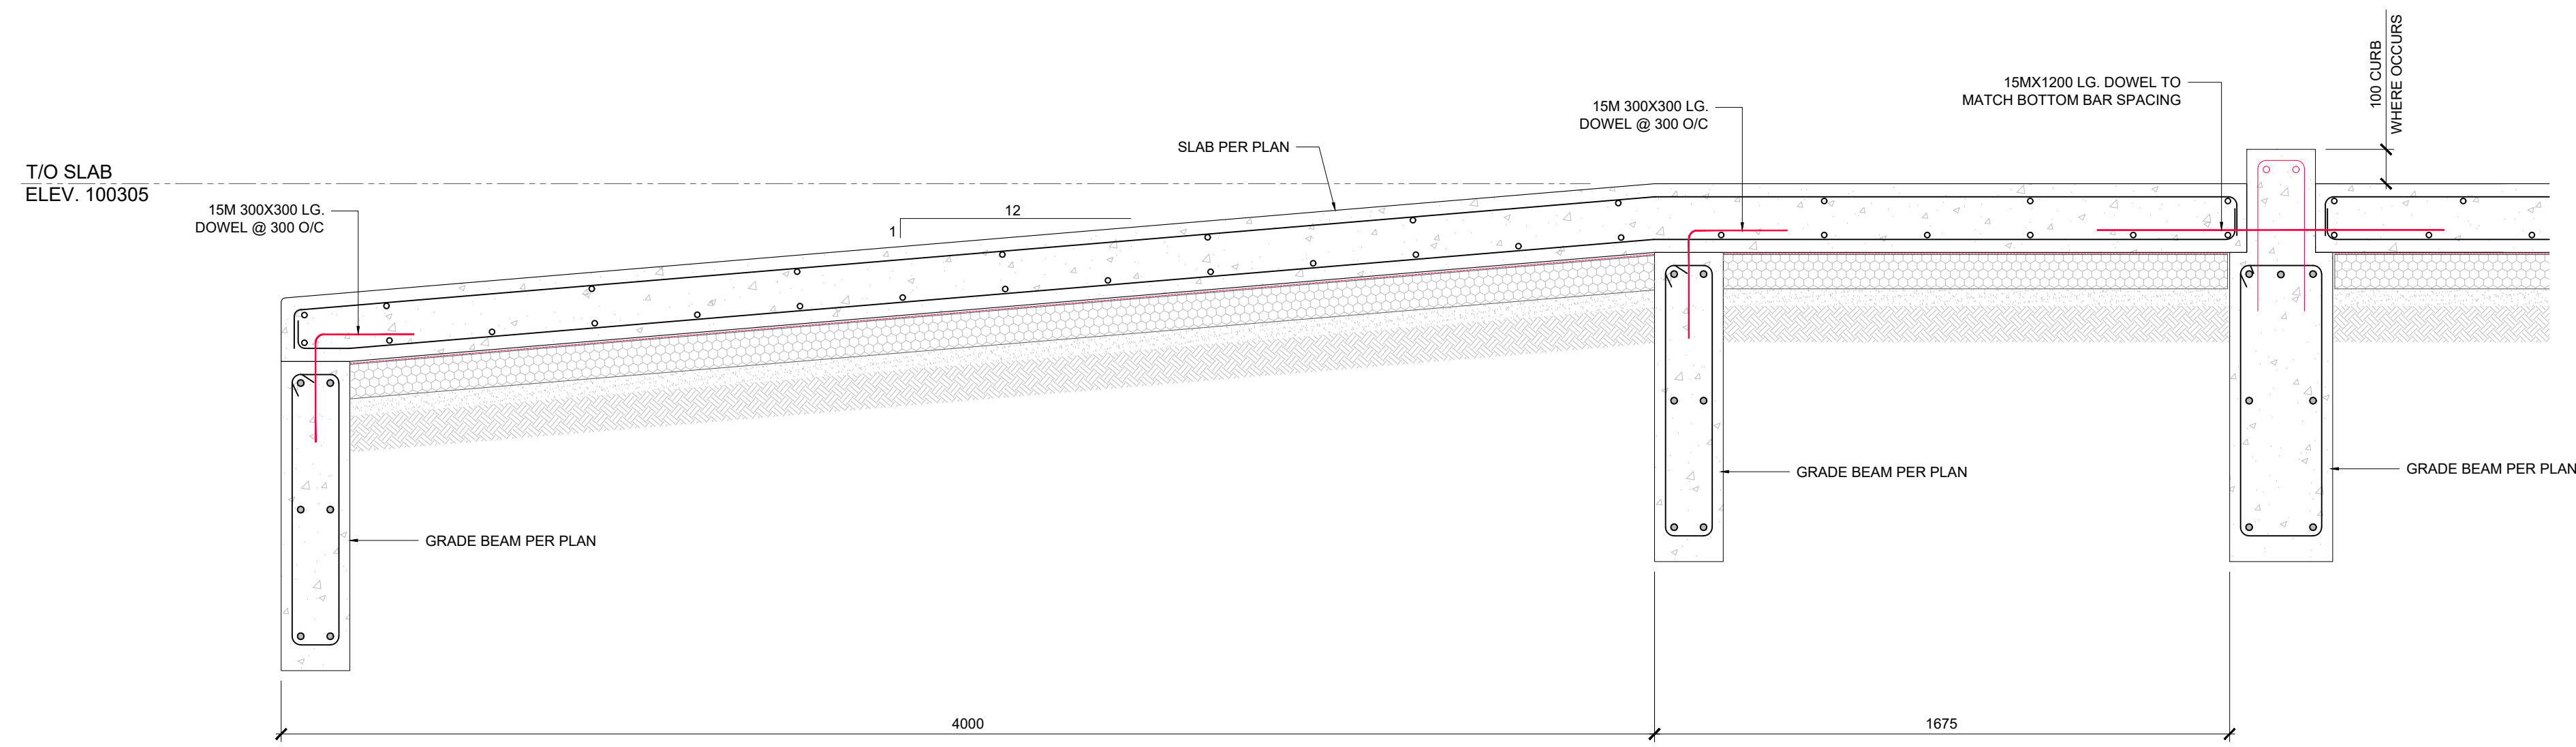 100 CURB
WHERE OCCURS
15MX1200 LG. DOWEL TO
MATCH BOTTOM BAR SPACING
15M 300X300 LG.
DOWEL @ 300 O/C
SLAB PER PLAN
T/O SLAB
ELEV. 100305
15M 300X300 LG.
DOWEL @ 300 O/C
12
1
GRADE BEAM PER PLAN
GRADE BEAM PER PLAN
GRADE BEAM PER PLAN
4000
1675